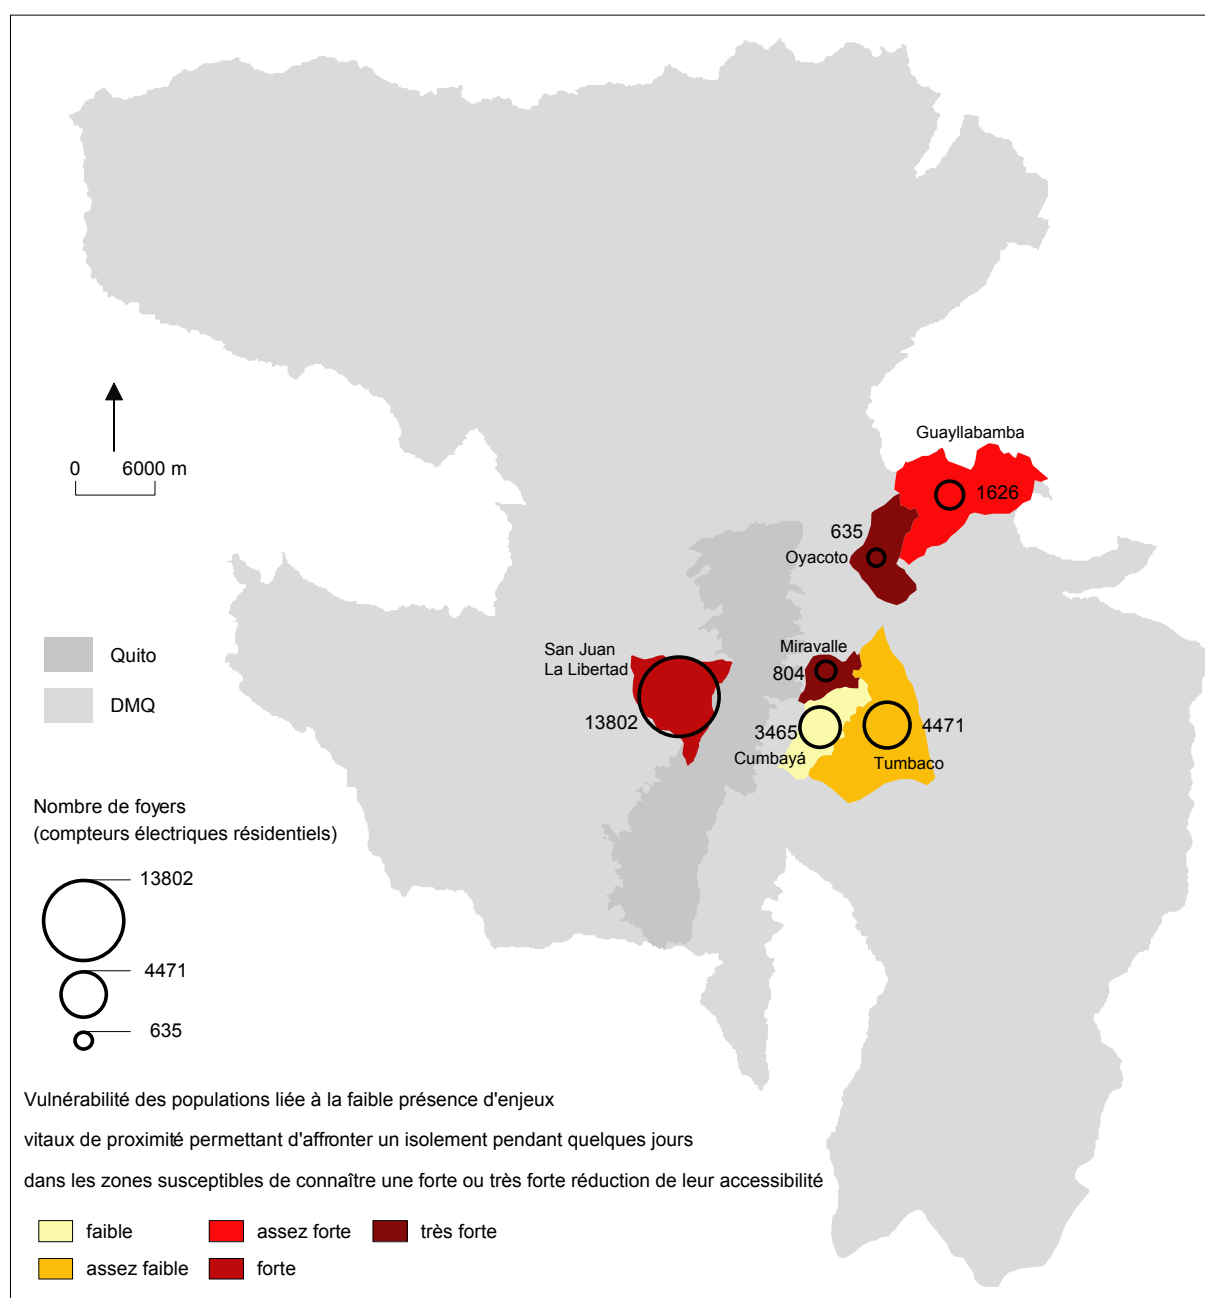 Guayllabamba
1626
635
Oyacoto
San Juan
La Libertad
13802
Miravalle
804
3465
Cumbayá
4471
Tumbaco
0 6000 m
Quito
DMQ
Nombre de foyers
(compteurs électriques résidentiels)
13802
4471
635
Vulnérabilité des populations liée à la faible présence d'enjeux
vitaux de proximité permettant d'affronter un isolement pendant quelques jours
dans les zones susceptibles de connaître une forte ou très forte réduction de leur accessibilité
faible
assez forte
très forte
assez faible
forte